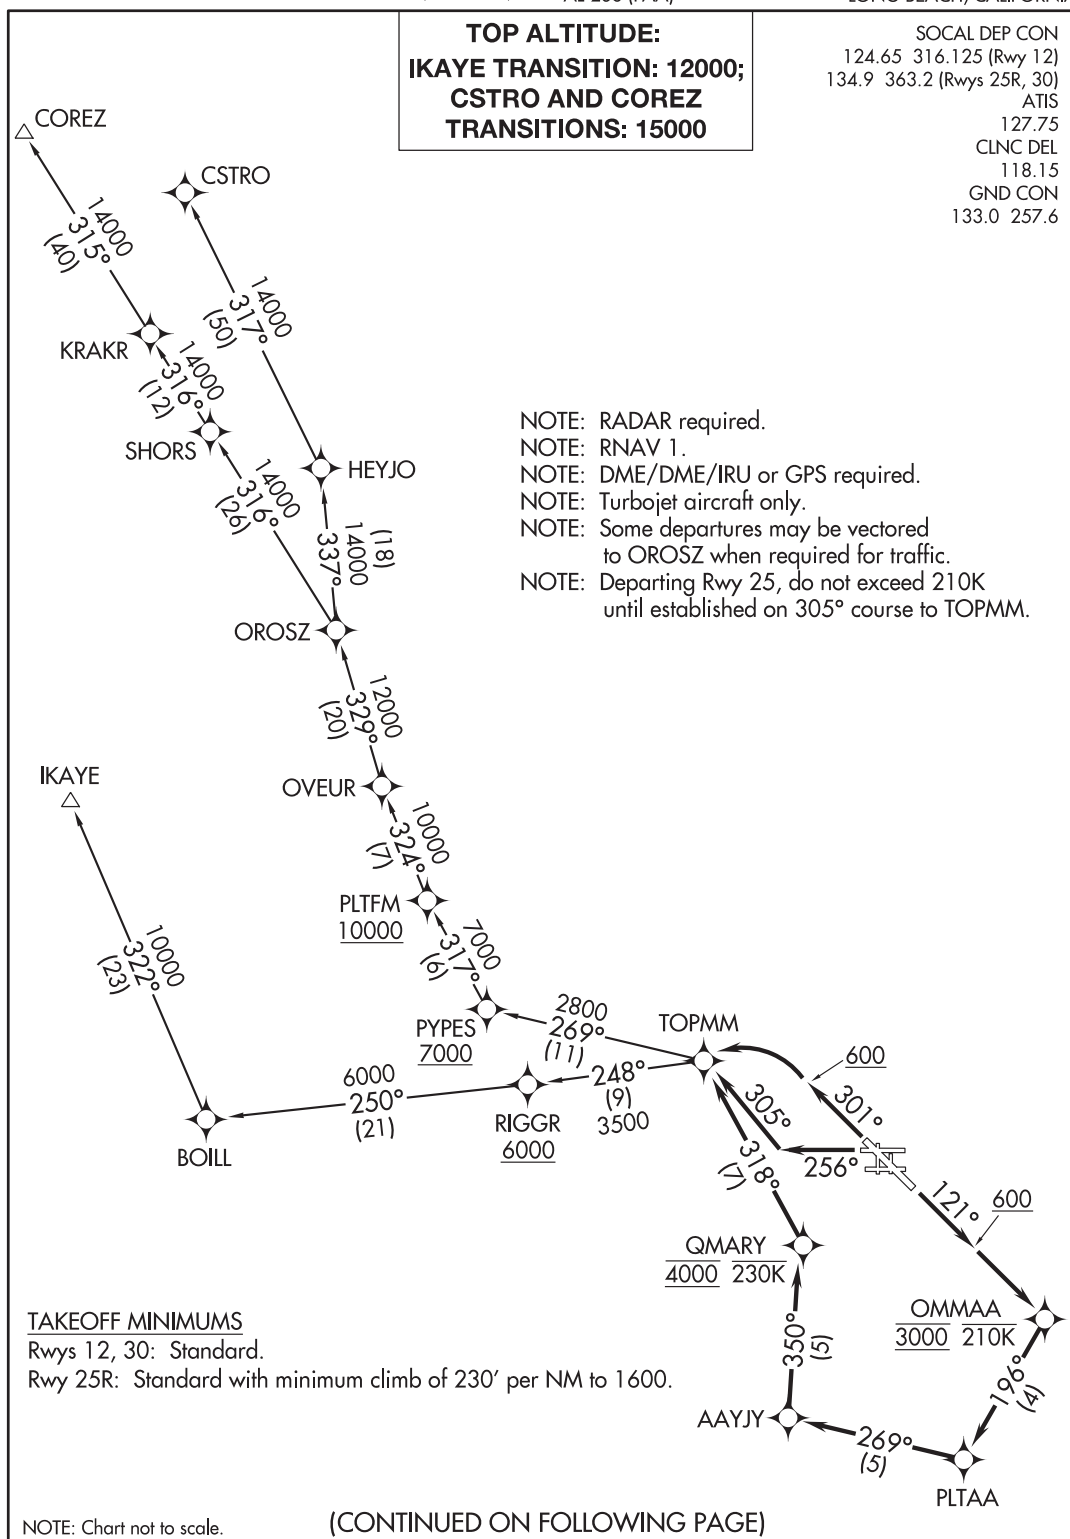 TOP ALTITUDE:
IKAYE TRANSITION: 12000;
CSTRO AND COREZ
TRANSITIONS: 15000
SOCAL DEP CON
124.65 316.125 (Rwy 12)
134.9 363.2 (Rwys 25R, 30)
ATIS
127.75
CLNC DEL
118.15
GND CON
133.0 257.6
COREZ
CSTRO
14000
315°
(40)
14000
317°
(50)
KRAKR
14000
316°
(12)
SHORS
HEYJO
14000
316°
(26)
(18)
14000
337°
NOTE: RADAR required.
NOTE: RNAV 1.
NOTE: DME/DME/IRU or GPS required.
NOTE: Turbojet aircraft only.
NOTE: Some departures may be vectored
to OROSZ when required for traffic.
NOTE: Departing Rwy 25, do not exceed 210K
until established on 305° course to TOPMM.
OROSZ
12000
329°
(20)
IKAYE
OVEUR
10000
324°
(7)
PLTFM
10000
7000
317°
(6)
10000
322°
(23)
PYPES
7000
2800
269°
(11)
TOPMM
600
301°
6000
250°
(21)
RIGGR
6000
248°
(9)
3500
305°
256°
BOILL
318°
(7)
121°
600
QMARY
4000 230K
OMMAA
3000 210K
350°
(5)
196°
(4)
AAYJY
269°
(5)
PLTAA
TAKEOFF MINIMUMS
Rwys 12, 30: Standard.
Rwy 25R: Standard with minimum climb of 230' per NM to 1600.
NOTE: Chart not to scale.
(CONTINUED ON FOLLOWING PAGE)